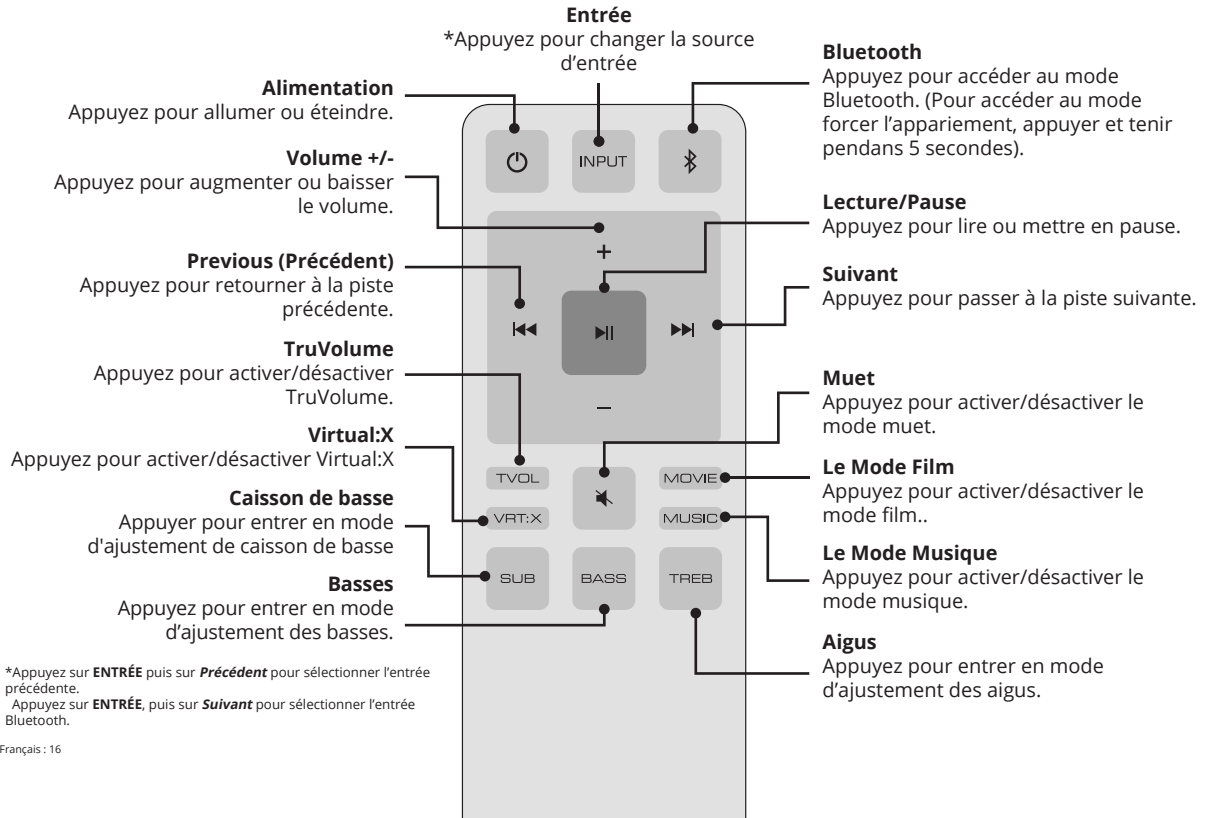 Entrée
*Appuyez pour changer la source
d’entrée
Alimentation
Appuyez pour allumer ou éteindre.
Volume +/-
Appuyez pour augmenter ou baisser
le volume.
Previous (Précédent)
Appuyez pour retourner à la piste
précédente.
TruVolume
Appuyez pour activer/désactiver
TruVolume.
Virtual:X
Appuyez pour activer/désactiver Virtual:X
Caisson de basse
Appuyer pour entrer en mode
d'ajustement de caisson de basse
Basses
Appuyez pour entrer en mode
d’ajustement des basses.
INPUT
+
–
TVOL
MOVIE
VRT:X
MUSIC
SUB
BASS
TREB
Bluetooth
Appuyez pour accéder au mode
Bluetooth. (Pour accéder au mode
forcer l’appariement, appuyer et tenir
pendans 5 secondes).
Lecture/Pause
Appuyez pour lire ou mettre en pause.
Suivant
Appuyez pour passer à la piste suivante.
Muet
Appuyez pour activer/désactiver le
mode muet.
Le Mode Film
Appuyez pour activer/désactiver le
mode film..
Le Mode Musique
Appuyez pour activer/désactiver le
mode musique.
Aigus
Appuyez pour entrer en mode
d’ajustement des aigus.
*Appuyez sur ENTRÉE puis sur Précédent pour sélectionner l’entrée
précédente.
Appuyez sur ENTRÉE, puis sur Suivant pour sélectionner l’entrée
Bluetooth.
Français : 16